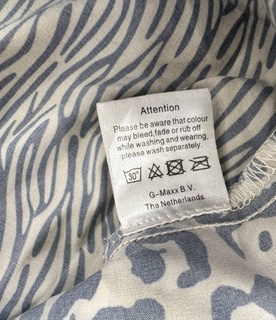 Attention
Please be aware that colour
may bleed, fade or rub off
while washing and wearing,
please wash separately.
30°
G-Maxx B.V.
The Netherlands